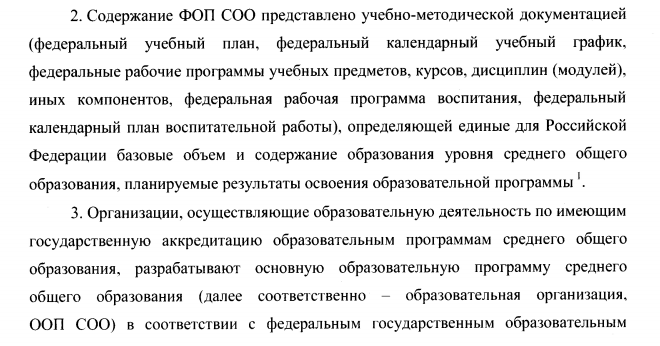 2. Содержание ФОП СОО представлено учебно-методической документацией
(федеральный учебный план, федеральный календарный учебный график,
федеральные рабочие программы учебных предметов, курсов, дисциплин (модулей),
иных компонентов, федеральная рабочая программа воспитания, федеральный
календарный план воспитательной работы), определяющей единые для Российской
Федерации базовые объем и содержание образования уровня среднего общего
образования, планируемые результаты освоения образовательной программы¹.
3. Организации, осуществляющие образовательную деятельность по имеющим
государственную аккредитацию образовательным программам среднего общего
образования, разрабатывают основную образовательную программу среднего
общего образования (далее соответственно – образовательная организация,
ООП СОО) в соответствии с федеральным государственным образовательным